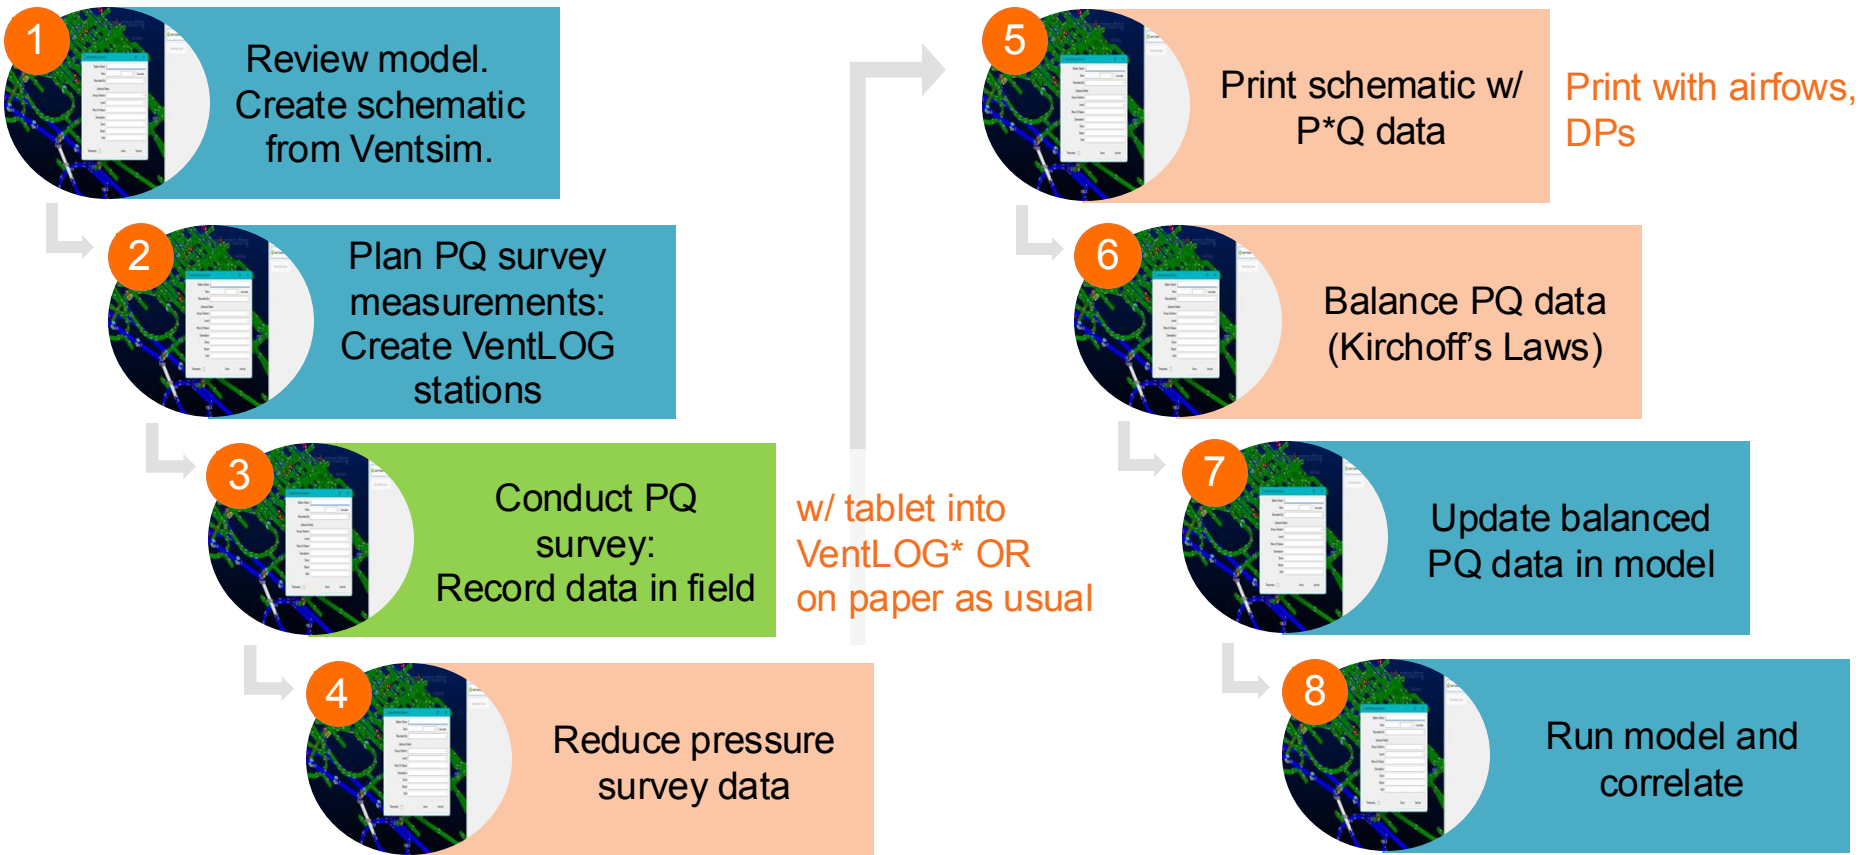 1
Review model.
Create schematic
from Ventsim.
2
Plan PQ survey
measurements:
Create VentLOG
stations
3
Conduct PQ
survey:
Record data in field
w/ tablet into
VentLOG* OR
on paper as usual
4
Reduce pressure
survey data
5
Print schematic w/
P*Q data
Print with airfows,
DPs
6
Balance PQ data
(Kirchoff’s Laws)
7
Update balanced
PQ data in model
8
Run model and
correlate